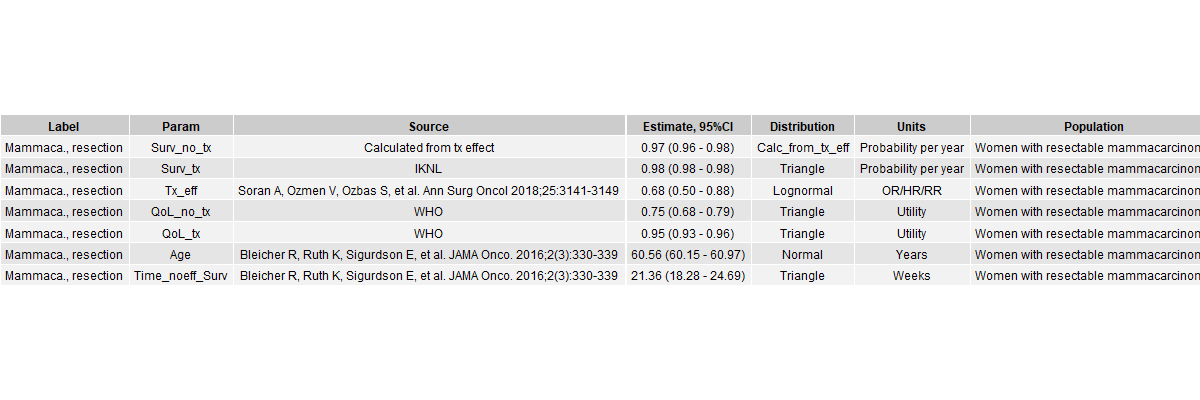 Label Param Source Estimate, 95%CI Distribution Units Population
Mammaca., resection Surv_no_tx Calculated from tx effect 0.97 (0.96 - 0.98) Calc_from_tx_eff Probability per year Women with resectable mammacarcinon
Mammaca., resection Surv_tx IKNL 0.98 (0.98 - 0.98) Triangle Probability per year Women with resectable mammacarcinon
Mammaca., resection Tx_eff Soran A, Ozmen V, Ozbas S, et al. Ann Surg Oncol 2018;25:3141-3149 0.68 (0.50 - 0.88) Lognormal OR/HR/RR Women with resectable mammacarcinon
Mammaca., resection QoL_no_tx WHO 0.75 (0.68 - 0.79) Triangle Utility Women with resectable mammacarcinon
Mammaca., resection QoL_tx WHO 0.95 (0.93 - 0.96) Triangle Utility Women with resectable mammacarcinon
Mammaca., resection Age Bleicher R, Ruth K, Sigurdson E, et al. JAMA Onco. 2016;2(3):330-339 60.56 (60.15 - 60.97) Normal Years Women with resectable mammacarcinon
Mammaca., resection Time_noeff_Surv Bleicher R, Ruth K, Sigurdson E, et al. JAMA Onco. 2016;2(3):330-339 21.36 (18.28 - 24.69) Triangle Weeks Women with resectable mammacarcinon